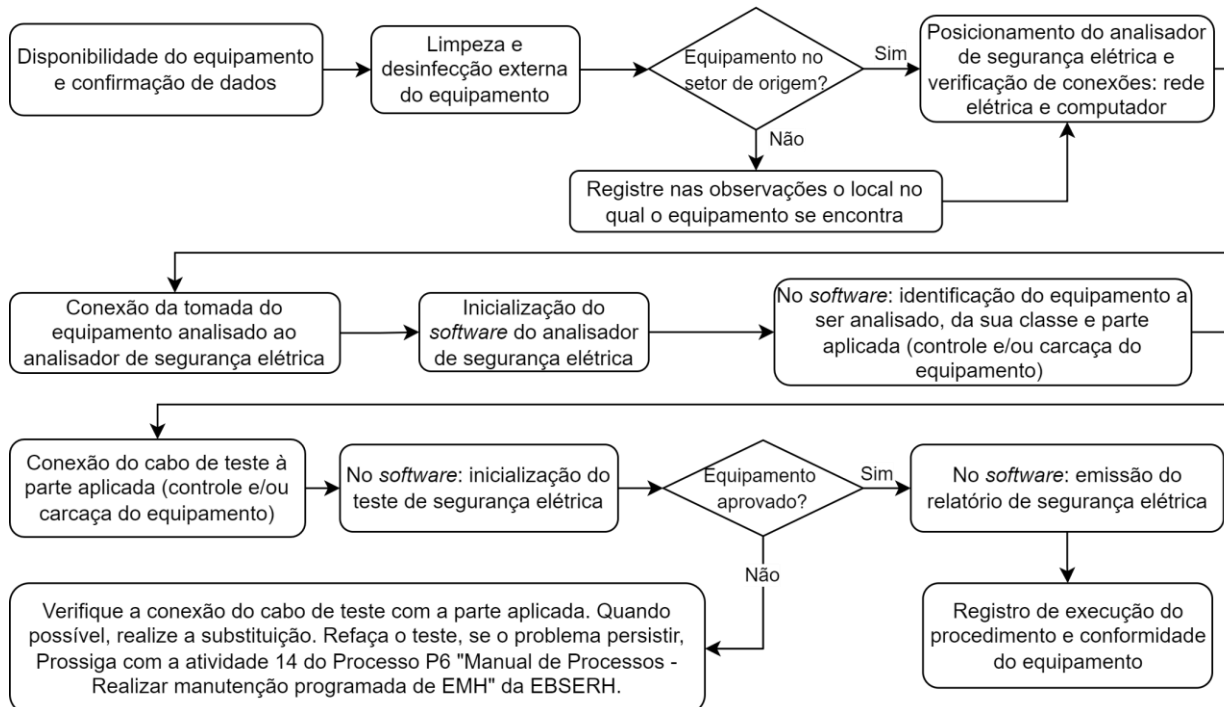 Disponibilidade do equipamento
e confirmação de dados
Limpeza e
desinfecção externa
do equipamento
Equipamento no
setor de origem?
Sim
Posicionamento do analisador
de segurança elétrica e
verificação de conexões: rede
elétrica e computador
Não
Registre nas observações o local no
qual o equipamento se encontra
Conexão da tomada do
equipamento analisado ao
analisador de segurança elétrica
Inicialização do
software do analisador
de segurança elétrica
No software: identificação do equipamento a
ser analisado, da sua classe e parte
aplicada (controle e/ou carcaça do
equipamento)
Conexão do cabo de teste à
parte aplicada (controle e/ou
carcaça do equipamento)
No software: inicialização do
teste de segurança elétrica
Equipamento
aprovado?
Sim
No software: emissão do
relatório de segurança elétrica
Não
Verifique a conexão do cabo de teste com a parte aplicada. Quando
possível, realize a substituição. Refaça o teste, se o problema persistir,
Prossiga com a atividade 14 do Processo P6 "Manual de Processos -
Realizar manutenção programada de EMH" da EBSERH.
Registro de execução do
procedimento e conformidade
do equipamento